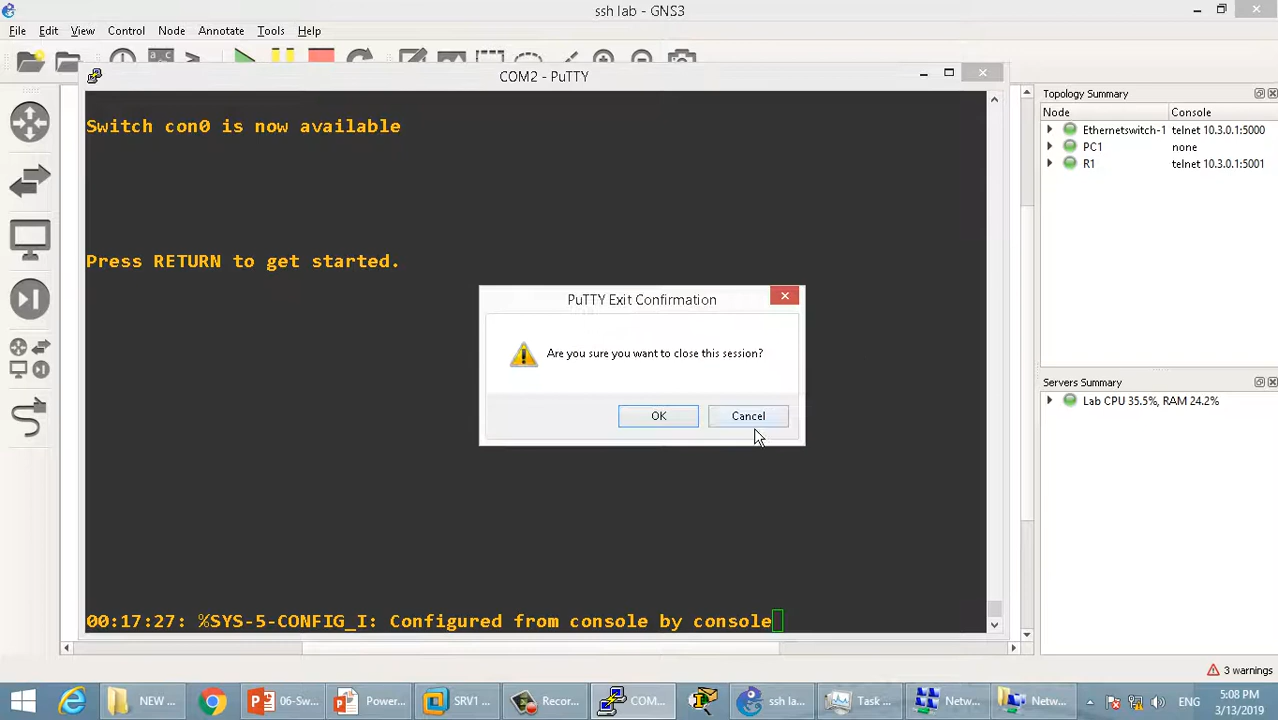 ssh lab - GNS3
File Edit View Control Node Annotate Tools Help
COM2 - PuTTY
Switch con0 is now available
Press RETURN to get started.
PuTTY Exit Confirmation
Are you sure you want to close this session?
OK Cancel
00:17:27: %SYS-5-CONFIG_I: Configured from console by console
Topology Summary
Node Console
Ethernetswitch-1 telnet 10.3.0.1:5000
PC1 none
R1 telnet 10.3.0.1:5001
Servers Summary
Lab CPU 35.5%, RAM 24.2%
3 warnings
NEW ... 06-Sw... Power... SRV1 ... Recor... COM... ssh la... Task ... Netw... Netw... ENG 5:08 PM
3/13/2019